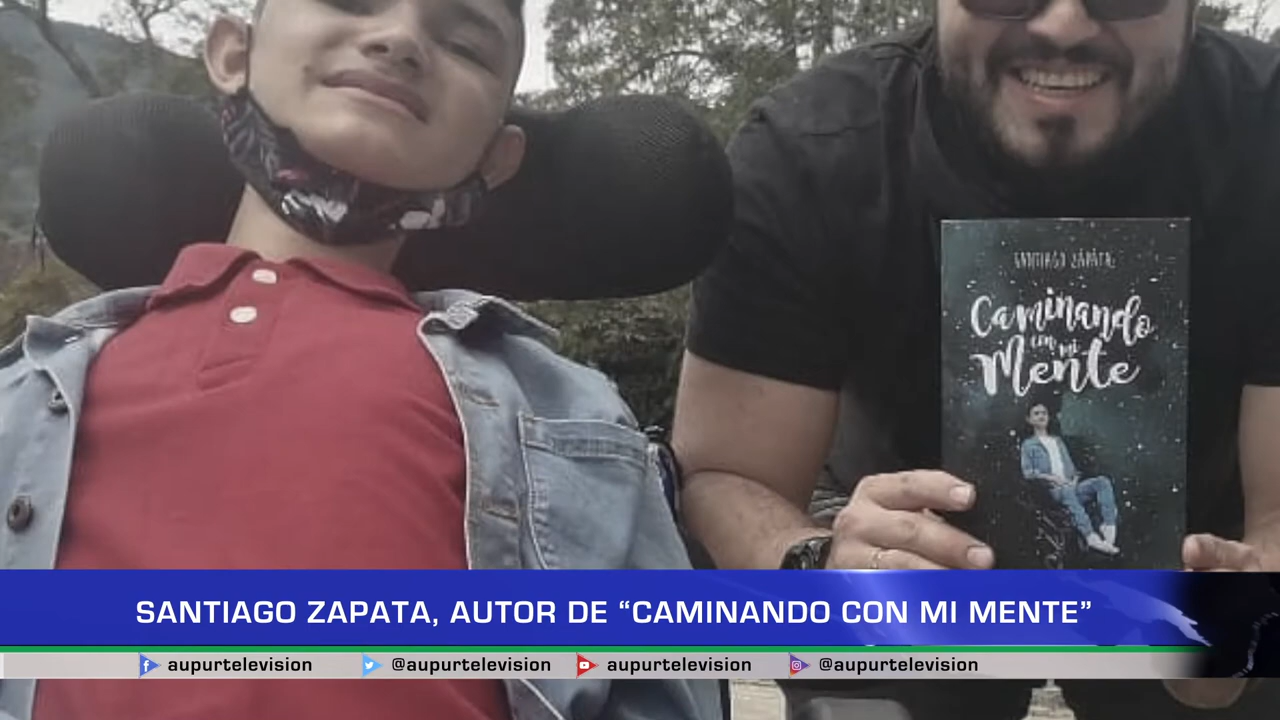 SANTIAGO ZAPATA
Caminando
con mi
Mente
SANTIAGO ZAPATA, AUTOR DE “CAMINANDO CON MI MENTE”
aupurtelevision @aupurtelevision aupurtelevision @aupurtelevision